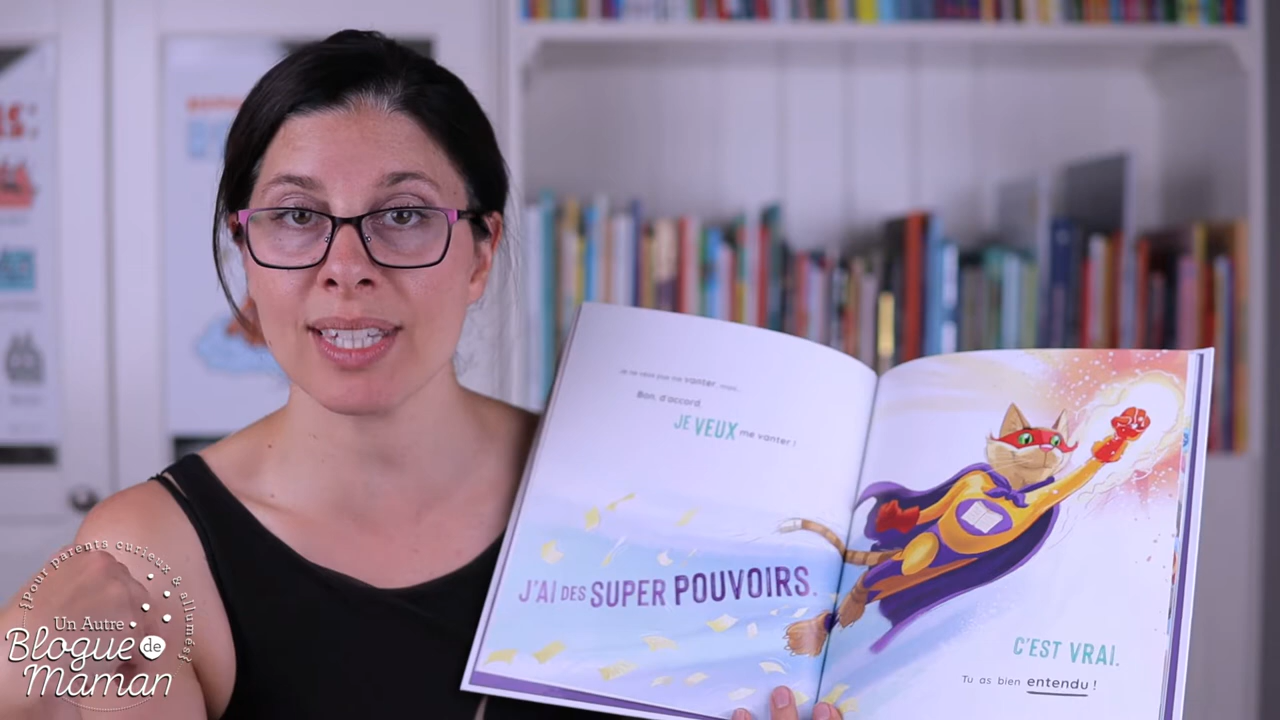 Je ne veux pas me vanter, mais...
Bon, d'accord,
JE VEUX me vanter !
J'AI DES SUPER POUVOIRS.
C'EST VRAI.
Tu as bien entendu !
{Pour parents curieux & allumés}
Un Autre
Blogue de
Maman